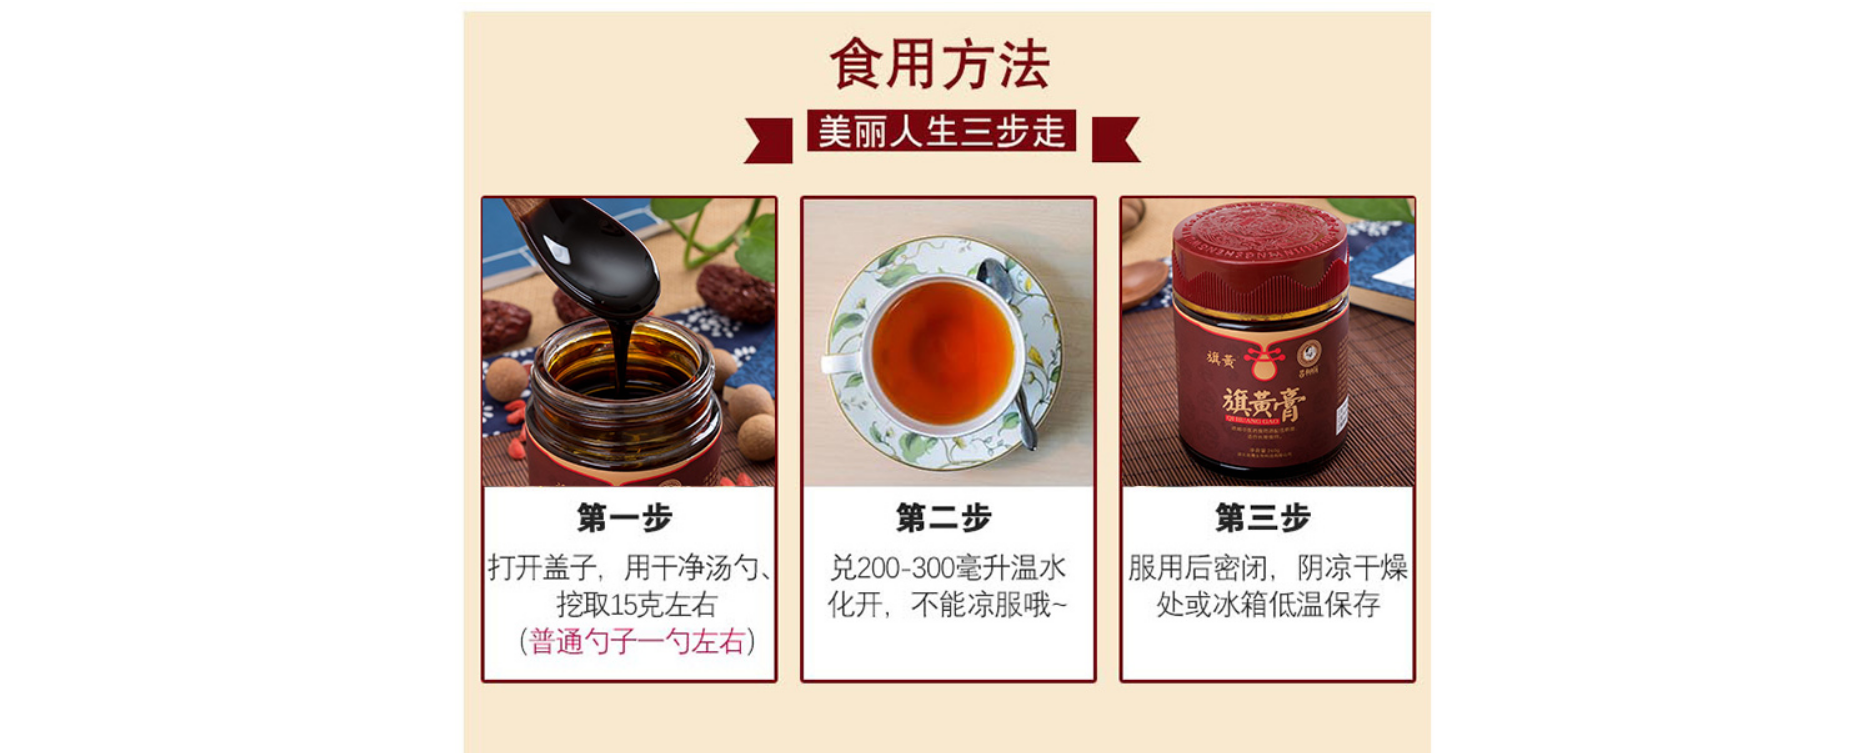 食用方法
美丽人生三步走
旗黄
旗黄膏
QI HUANG GAO
第一步
打开盖子，用干净汤勺、
挖取15克左右
（普通勺子一勺左右）
第二步
兑200-300毫升温水
化开，不能凉服哦~
第三步
服用后密闭，阴凉干燥
处或冰箱低温保存